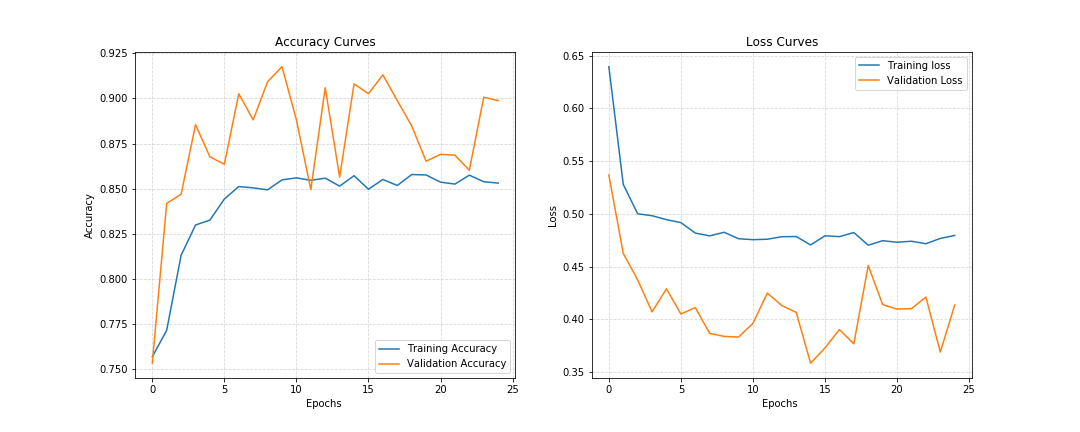 Accuracy Curves
0.925
0.900
0.875
0.850
0.825
0.800
0.775
0.750
Accuracy
0 5 10 15 20 25
Epochs
Training Accuracy
Validation Accuracy
Loss Curves
0.65
0.60
0.55
0.50
0.45
0.40
0.35
Loss
0 5 10 15 20 25
Epochs
Training loss
Validation Loss